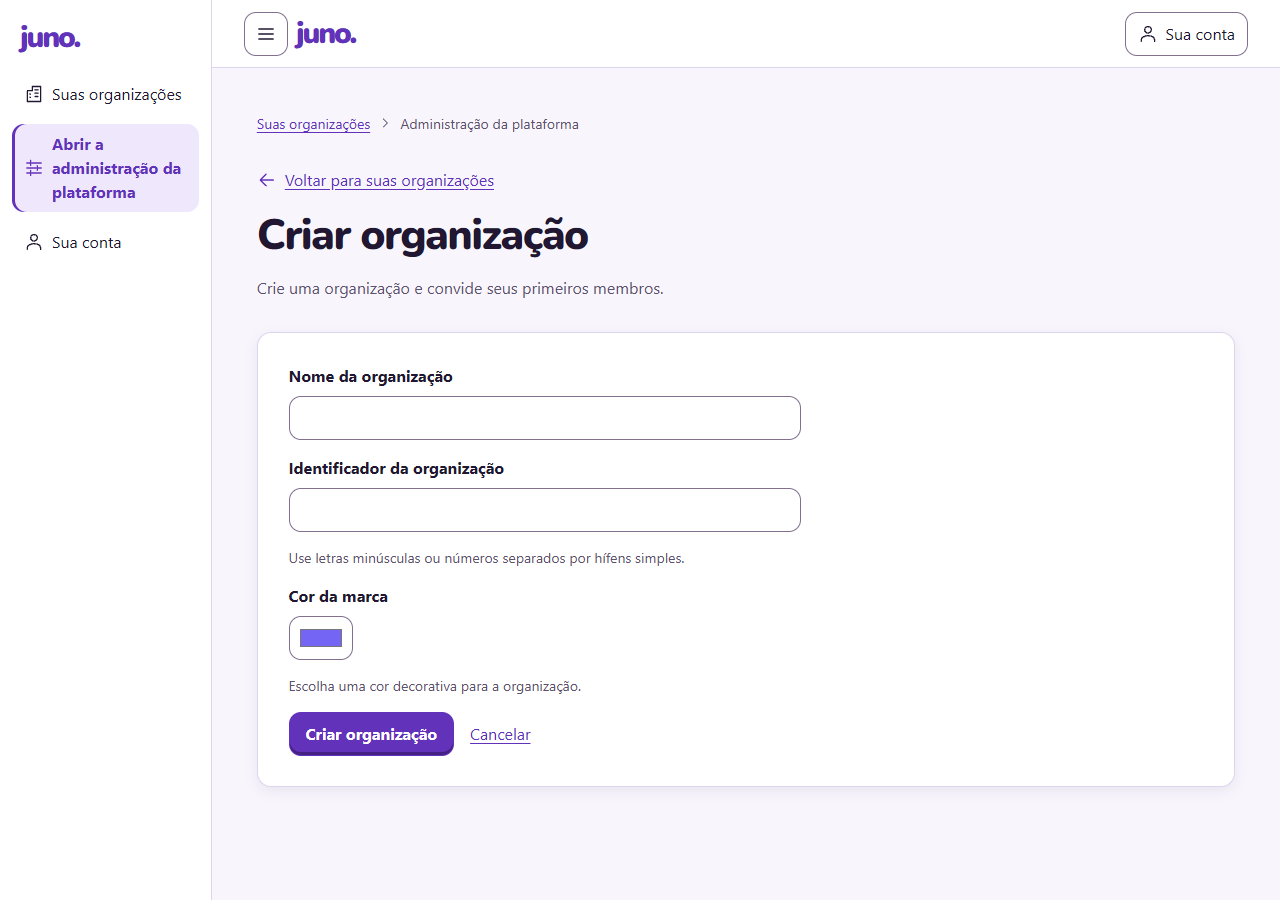 juno.
Suas organizações
Abrir a
administração da
plataforma
Sua conta
juno.
Sua conta
Suas organizações
Administração da plataforma
Voltar para suas organizações
Criar organização
Crie uma organização e convide seus primeiros membros.
Nome da organização
Identificador da organização
Use letras minúsculas ou números separados por hífens simples.
Cor da marca
Escolha uma cor decorativa para a organização.
Criar organização
Cancelar